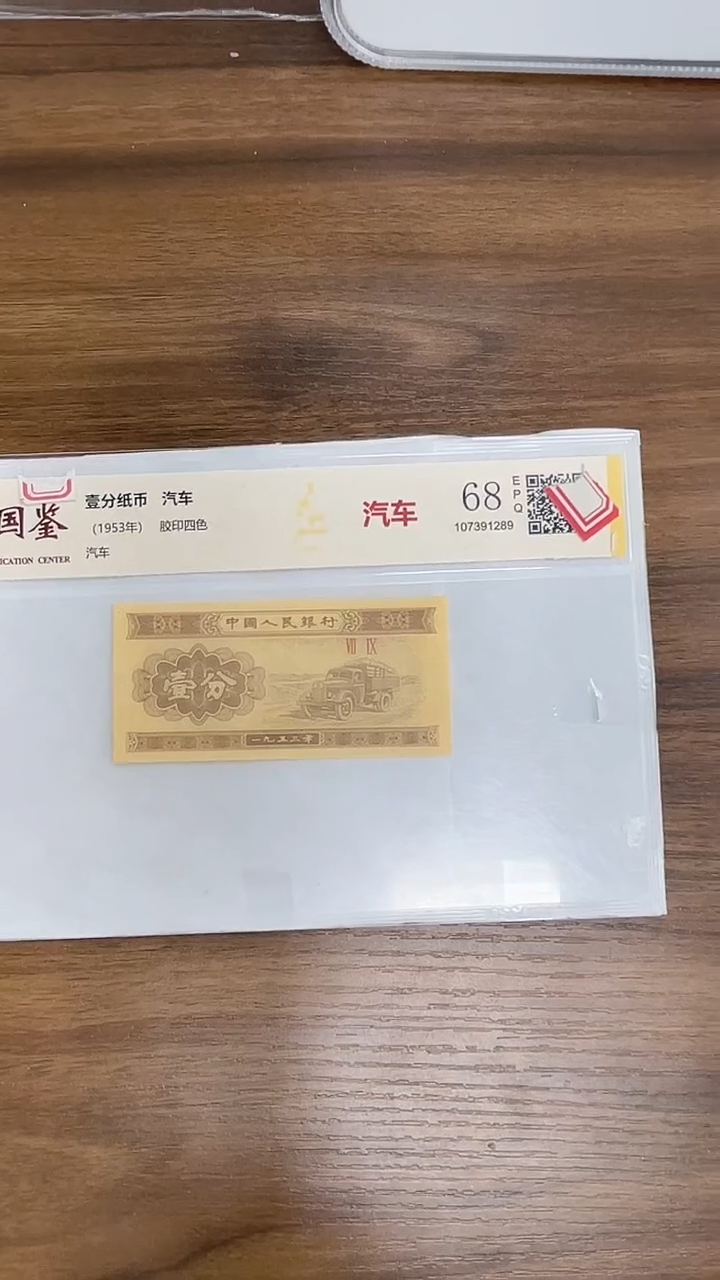 国鉴
ICATION CENTER
壹分纸币 汽车
(1953年) 胶印四色
汽车
汽车
68
EPQ
107391289
中國人民銀行
VII IX
壹分
一九五三年